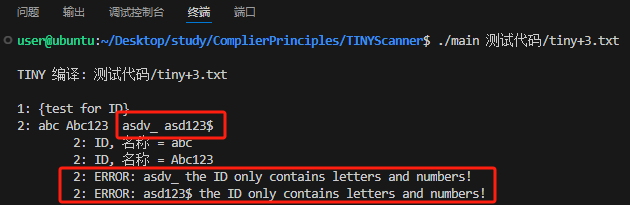 问题 输出 调试控制台 终端 端口
user@ubuntu:~/Desktop/study/ComplierPrinciples/TINYScanner$ ./main 测试代码/tiny+3.txt
TINY 编译: 测试代码/tiny+3.txt
1: {test for ID}
2: abc Abc123 asdv_ asd123$
2: ID, 名称 = abc
2: ID, 名称 = Abc123
2: ERROR: asdv_ the ID only contains letters and numbers!
2: ERROR: asd123$ the ID only contains letters and numbers!